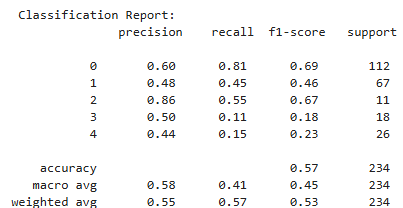 Classification Report:
precision recall f1-score support
0 0.60 0.81 0.69 112
1 0.48 0.45 0.46 67
2 0.86 0.55 0.67 11
3 0.50 0.11 0.18 18
4 0.44 0.15 0.23 26
accuracy 0.57 234
macro avg 0.58 0.41 0.45 234
weighted avg 0.55 0.57 0.53 234